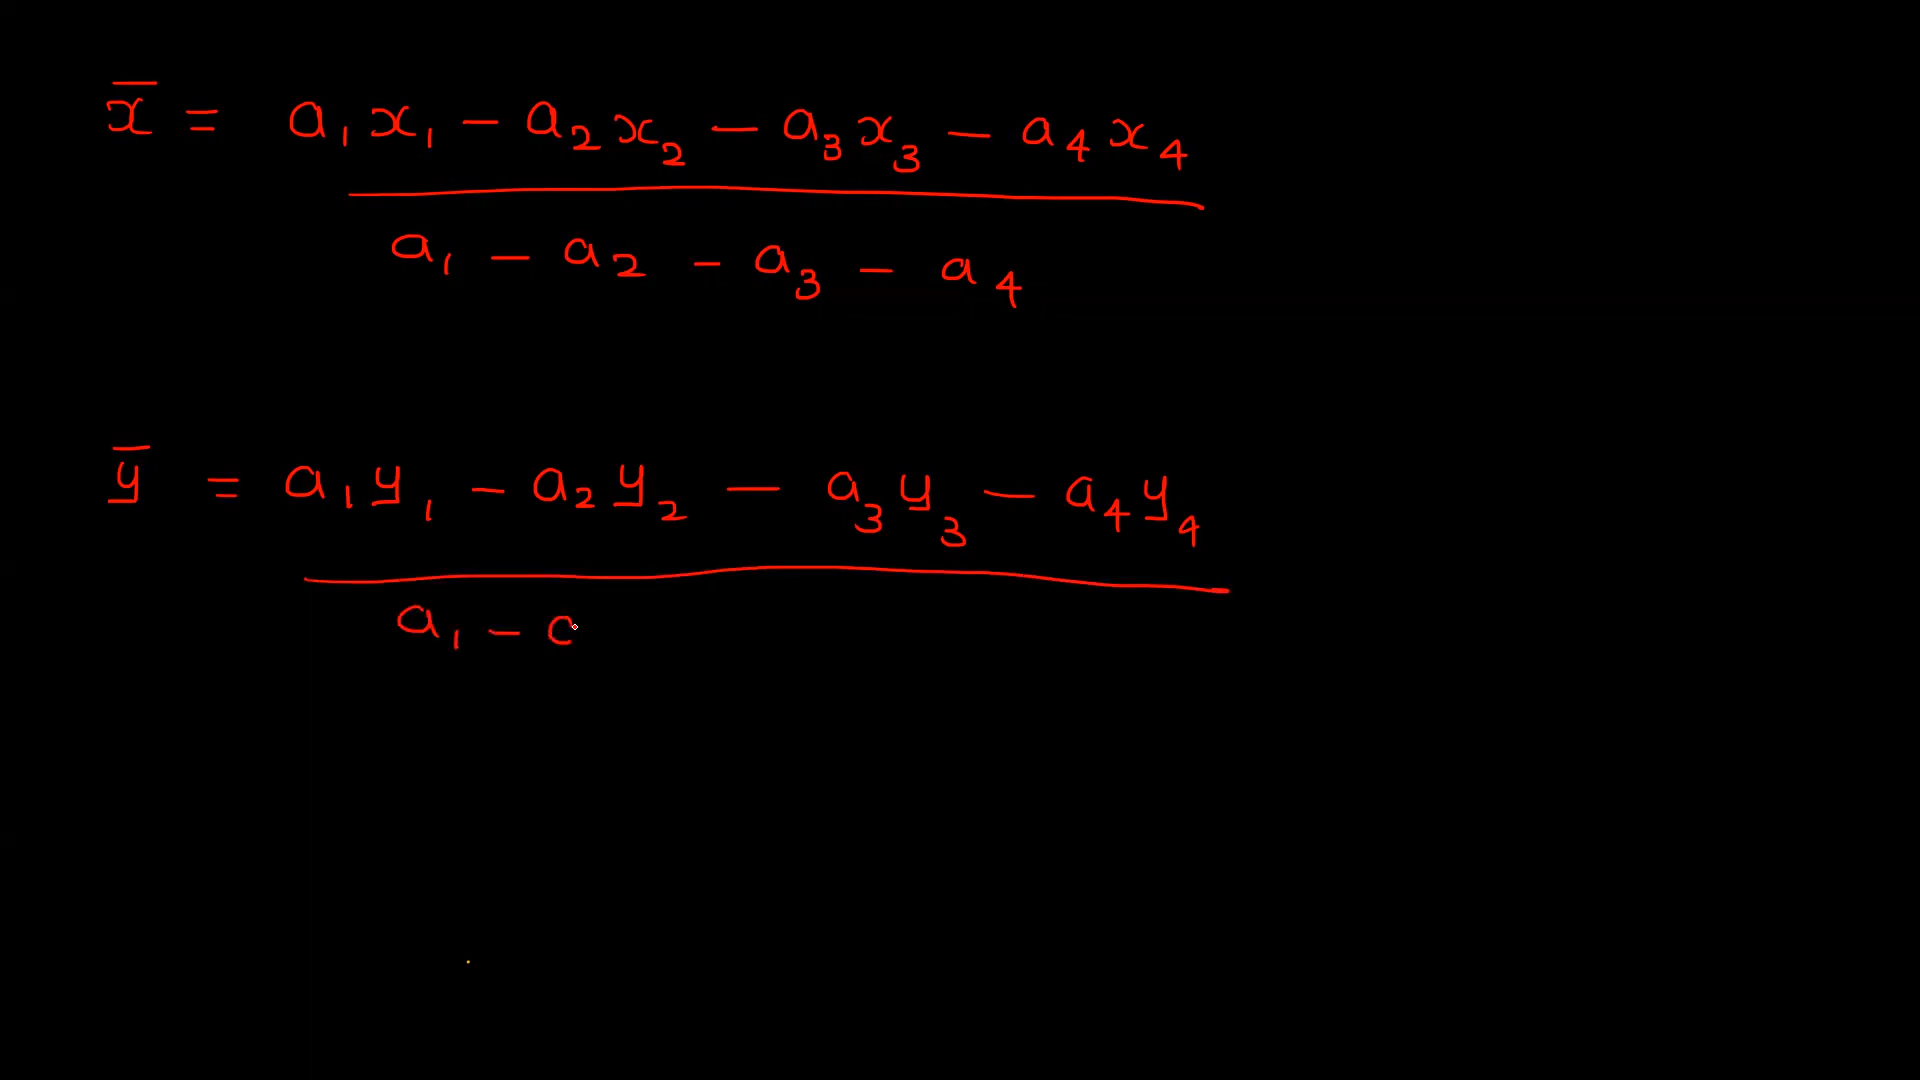 x̄ = a₁x₁ - a₂x₂ - a₃x₃ - a₄x₄
a₁ - a₂ - a₃ - a₄
ȳ = a₁y₁ - a₂y₂ - a₃y₃ - a₄y₄
a₁ - c